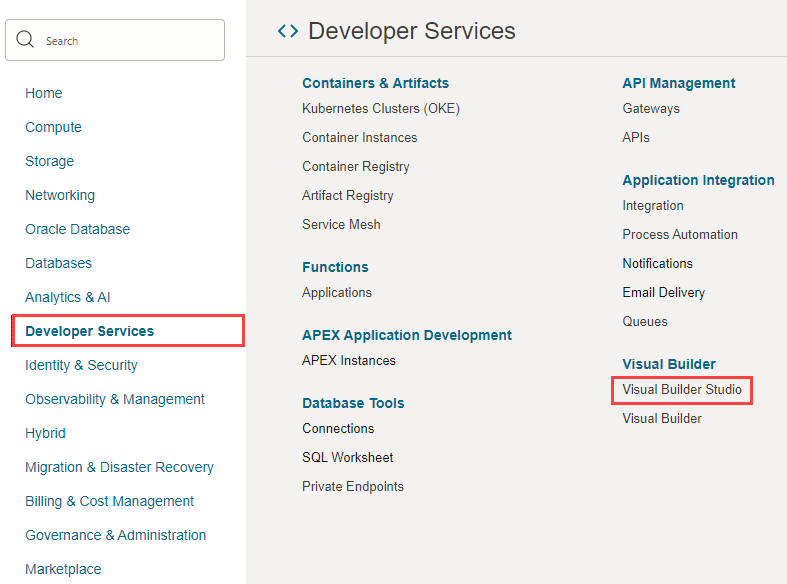 Search
Home
Compute
Storage
Networking
Oracle Database
Databases
Analytics & AI
Developer Services
Identity & Security
Observability & Management
Hybrid
Migration & Disaster Recovery
Billing & Cost Management
Governance & Administration
Marketplace
Developer Services
Containers & Artifacts
Kubernetes Clusters (OKE)
Container Instances
Container Registry
Artifact Registry
Service Mesh
Functions
Applications
APEX Application Development
APEX Instances
Database Tools
Connections
SQL Worksheet
Private Endpoints
API Management
Gateways
APIs
Application Integration
Integration
Process Automation
Notifications
Email Delivery
Queues
Visual Builder
Visual Builder Studio
Visual Builder